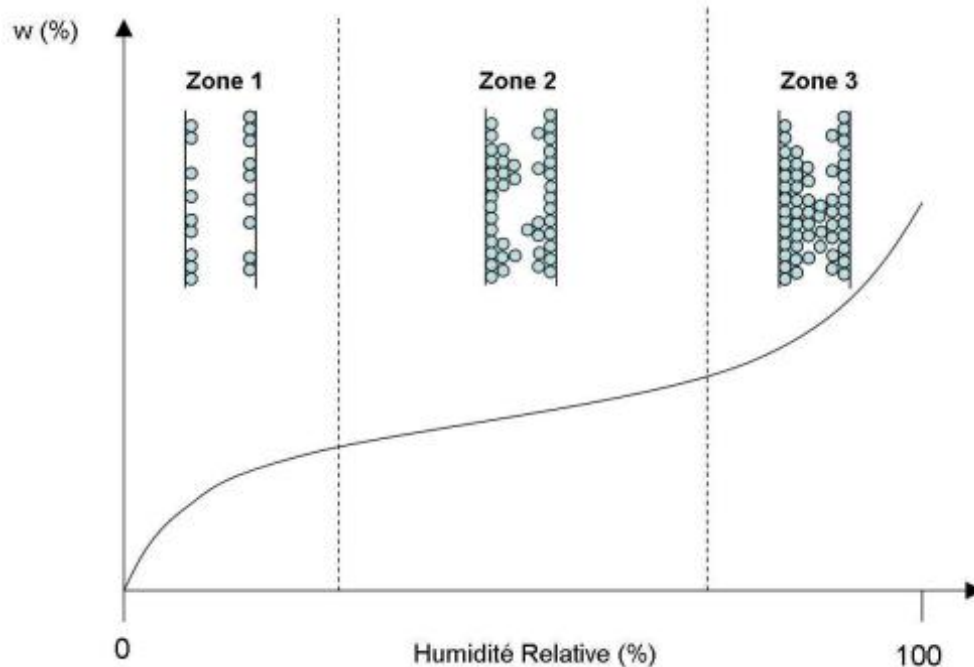 w (%)
Zone 1
Zone 2
Zone 3
0
Humidité Relative (%)
100